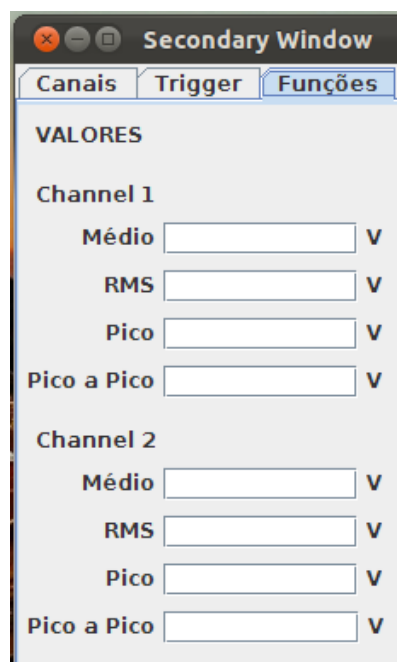 Secondary Window
Canais Trigger Funções
VALORES
Channel 1
Médio V
RMS V
Pico V
Pico a Pico V
Channel 2
Médio V
RMS V
Pico V
Pico a Pico V